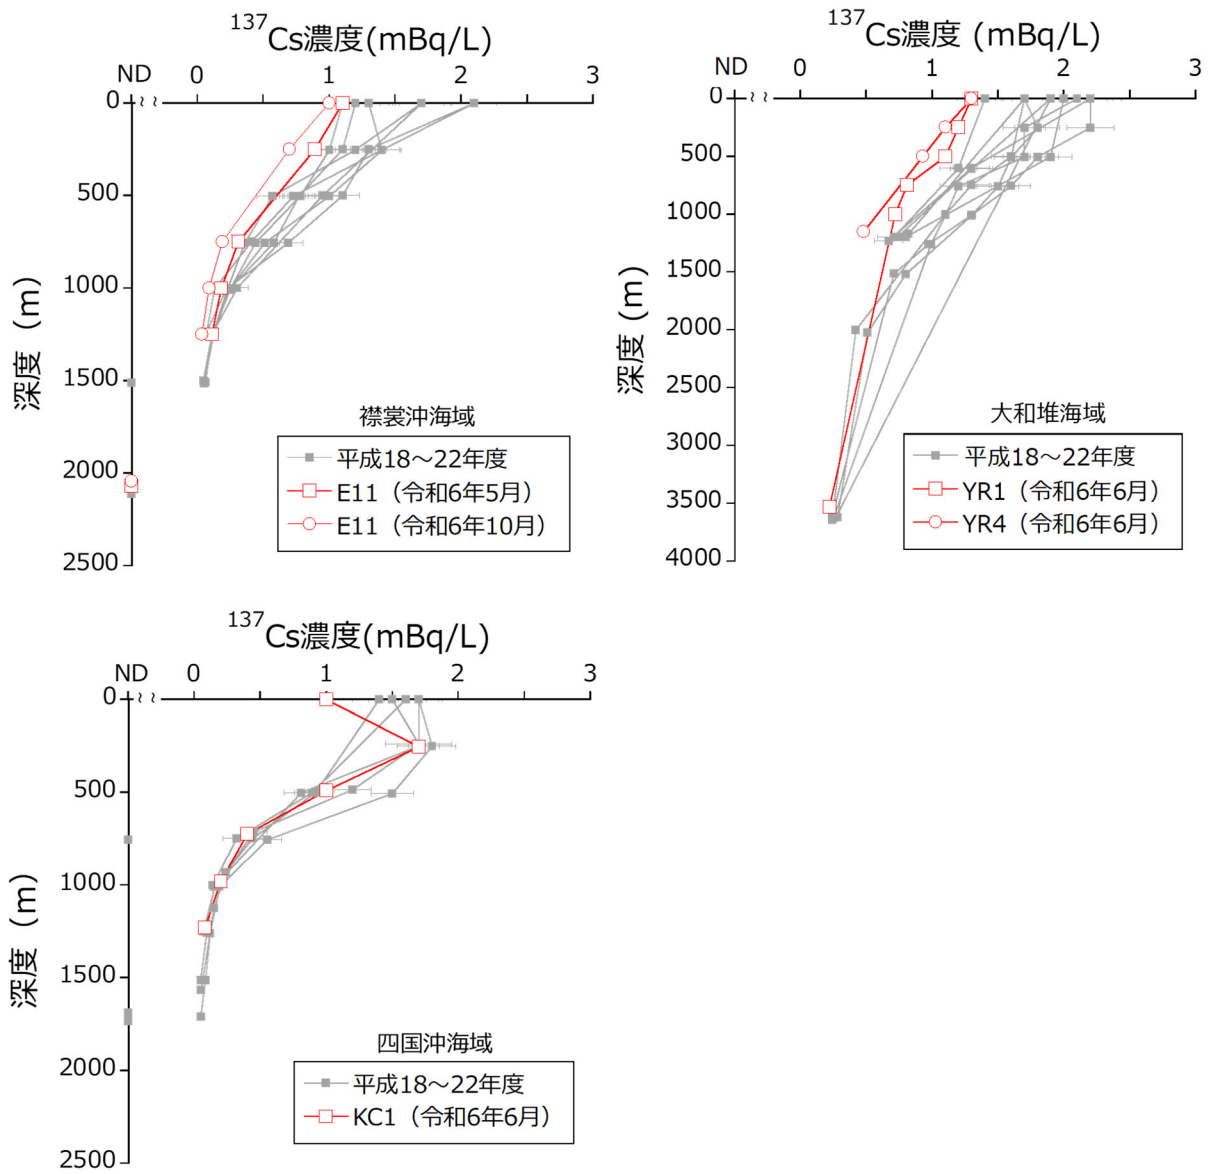 137Cs濃度(mBq/L)
ND 0 1 2 3
0
500
1000
1500
2000
2500
深度 (m)
襟裳沖海域
平成18～22年度
E11（令和6年5月）
E11（令和6年10月）
137Cs濃度 (mBq/L)
ND 0 1 2 3
0
500
1000
1500
2000
2500
3000
3500
4000
深度 (m)
大和堆海域
平成18～22年度
YR1（令和6年6月）
YR4（令和6年6月）
137Cs濃度(mBq/L)
ND 0 1 2 3
0
500
1000
1500
2000
2500
深度 (m)
四国沖海域
平成18～22年度
KC1（令和6年6月）